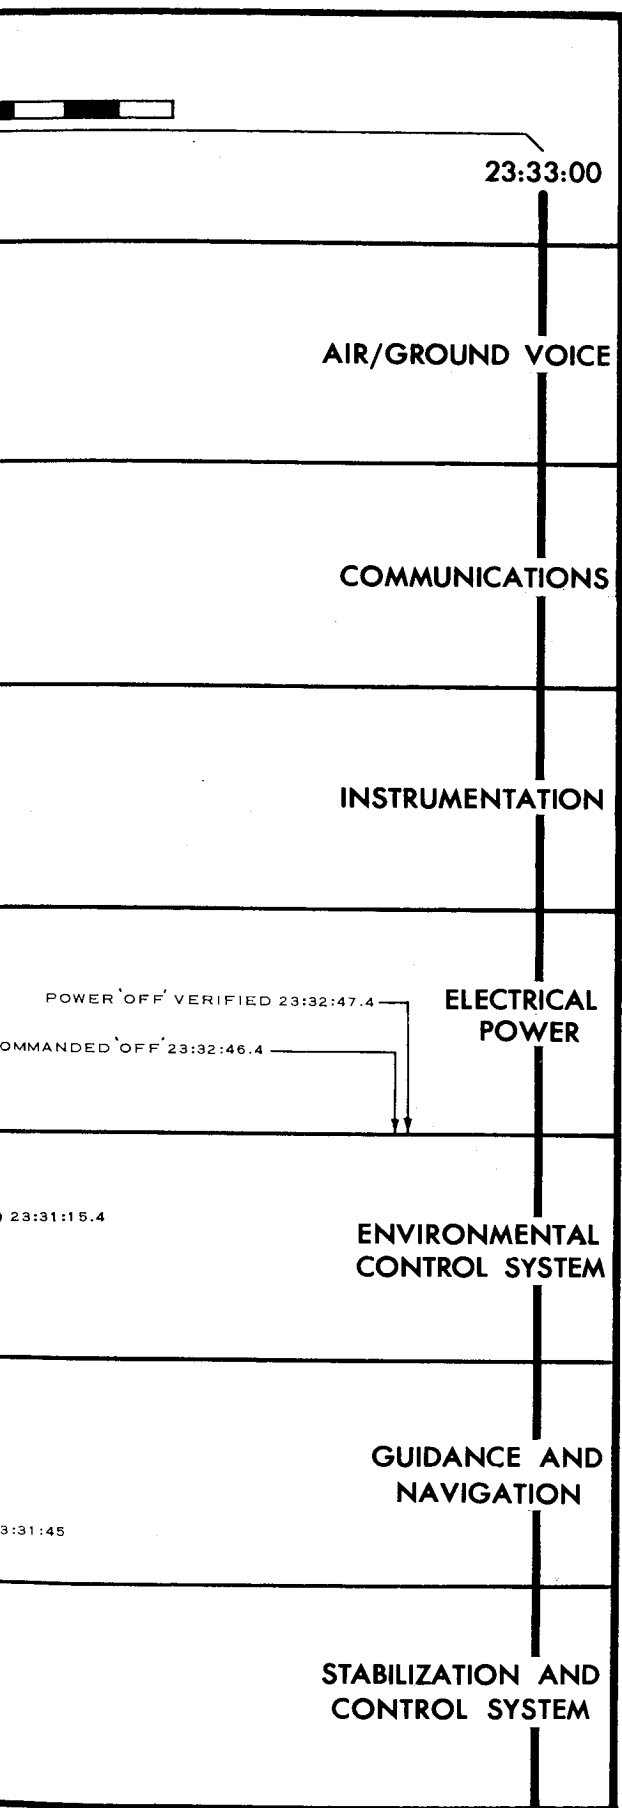 23:33:00
AIR/GROUND VOICE
COMMUNICATIONS
INSTRUMENTATION
POWER 'OFF' VERIFIED 23:32:47.4
ELECTRICAL
POWER
OMMANDED 'OFF' 23:32:46.4
23:31:15.4
ENVIRONMENTAL
CONTROL SYSTEM
GUIDANCE AND
NAVIGATION
3:31:45
STABILIZATION AND
CONTROL SYSTEM